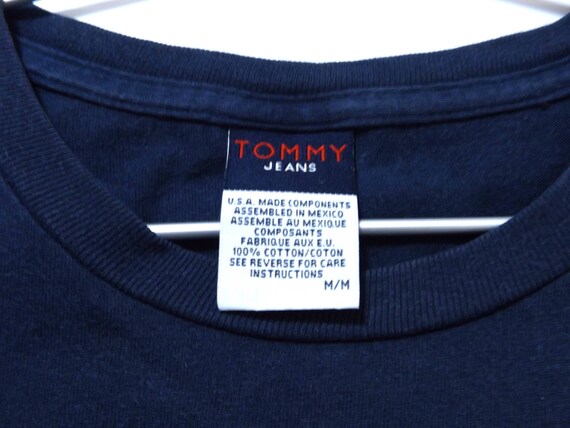 TOMMY
JEANS
U.S.A. MADE COMPONENTS
ASSEMBLED IN MEXICO
ASSEMBLE AU MEXIQUE
COMPOSANTS
FABRIQUE AUX E.U.
100% COTTON/COTON
SEE REVERSE FOR CARE
INSTRUCTIONS
M/M